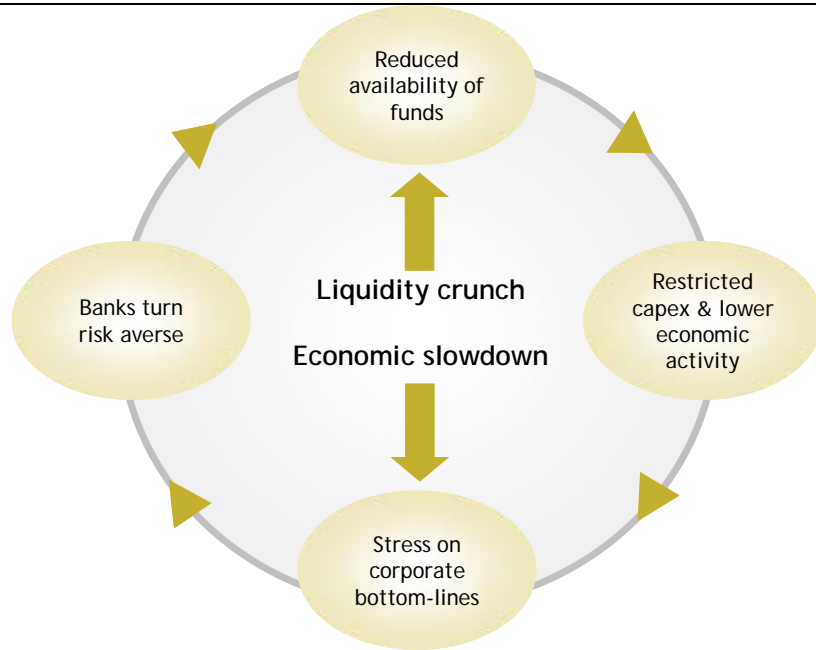 Reduced
availability of
funds
Liquidity crunch
Economic slowdown
Banks turn
risk averse
Restricted
capex & lower
economic
activity
Stress on
corporate
bottom-lines